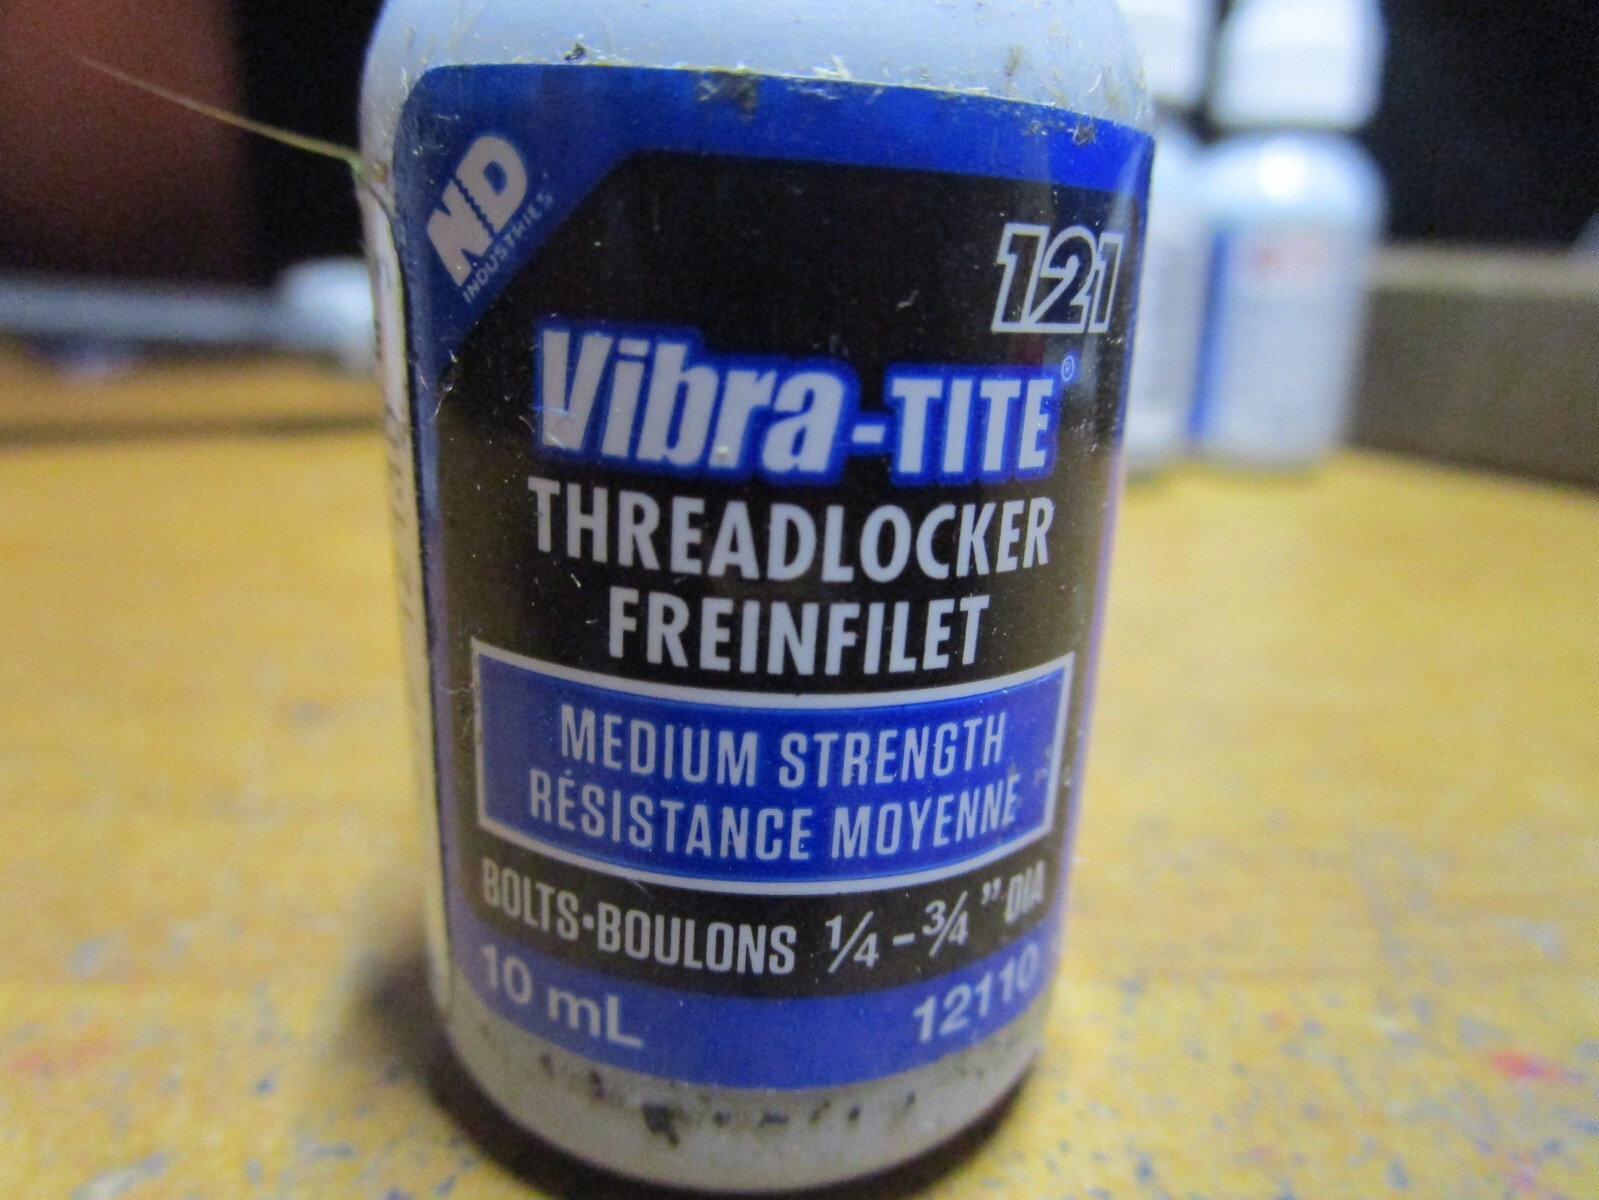 ND
INDUSTRIES
121
Vibra-TITE®
THREADLOCKER
FREINFILET
MEDIUM STRENGTH
RÉSISTANCE MOYENNE
BOLTS•BOULONS 1/4 - 3/4" DIA
10 mL 12110